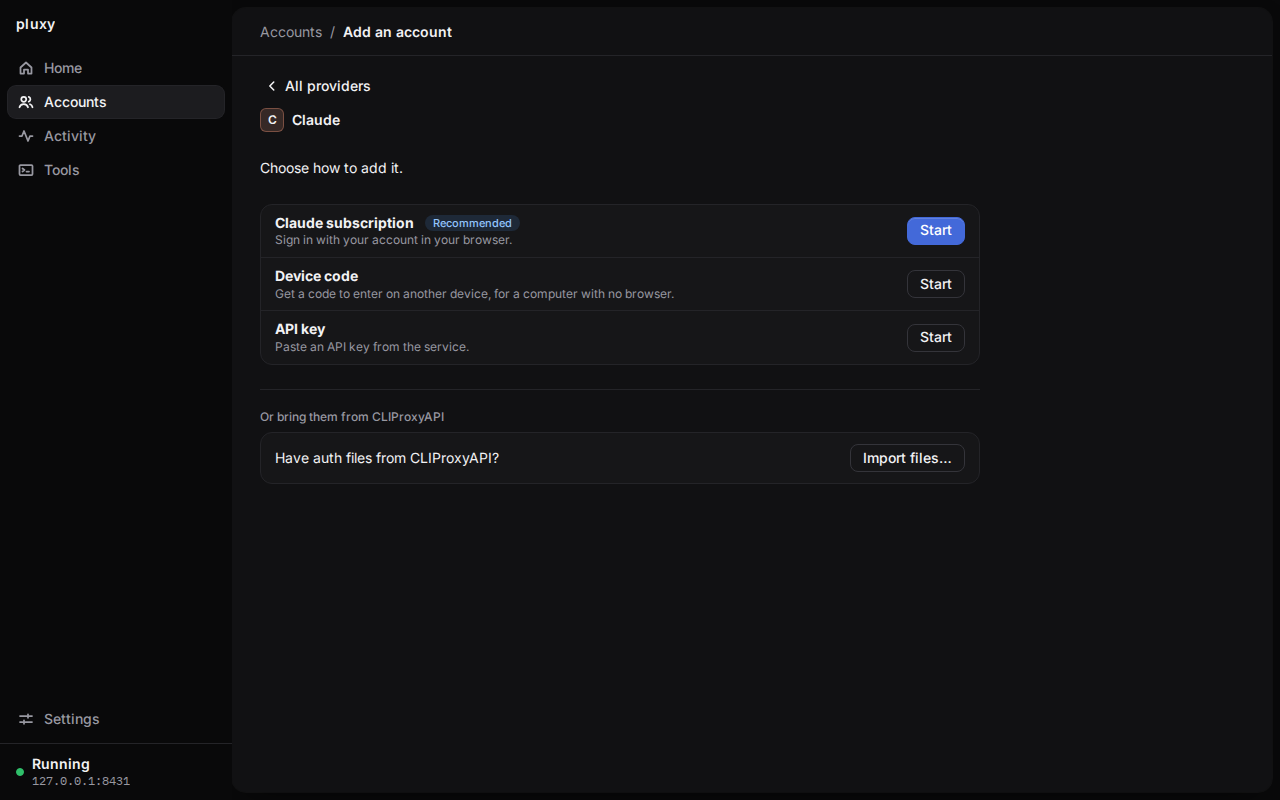 pluxy
Home
Accounts
Activity
Tools
Settings
Running
127.0.0.1:8431
Accounts / Add an account
All providers
C Claude
Choose how to add it.
Claude subscription Recommended
Sign in with your account in your browser.
Start
Device code
Get a code to enter on another device, for a computer with no browser.
Start
API key
Paste an API key from the service.
Start
Or bring them from CLIProxyAPI
Have auth files from CLIProxyAPI?
Import files...